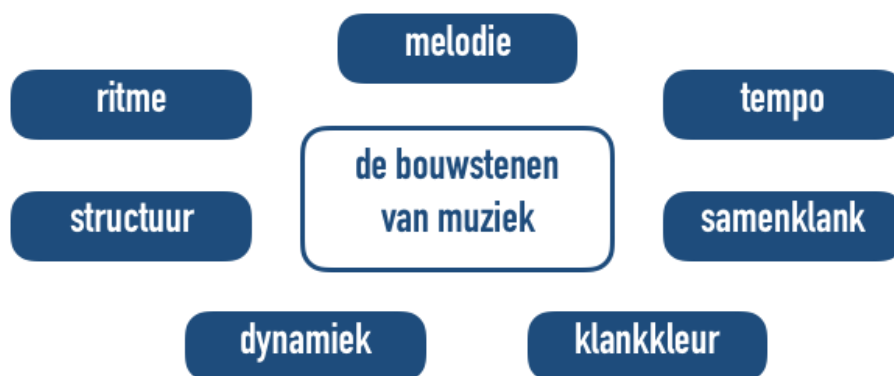 melodie
ritme
tempo
de bouwstenen
van muziek
structuur
samenklank
dynamiek
klankkleur